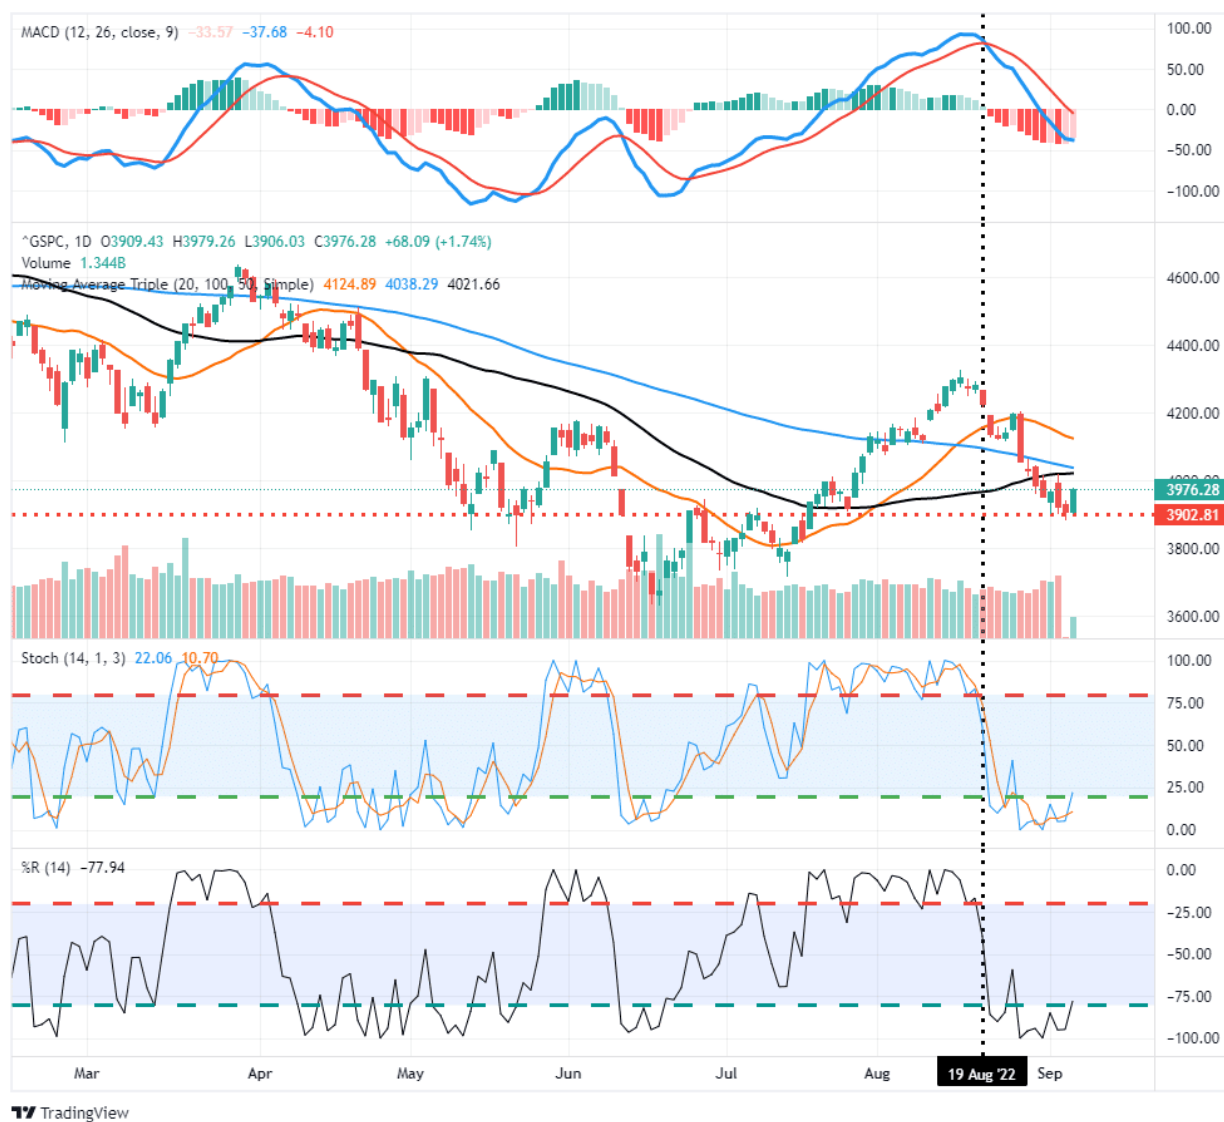 MACD (12, 26, close, 9) −33.57 −37.68 −4.10
100.00
50.00
0.00
−50.00
−100.00
^GSPC, 1D O3909.43 H3979.26 L3906.03 C3976.28 +68.09 (+1.74%)
Volume 1.344B
Moving Average Triple (20, 100, 50, Simple) 4124.89 4038.29 4021.66
4600.00
4400.00
4200.00
4000.00
3976.28
3902.81
3800.00
3600.00
Stoch (14, 1, 3) 22.06 10.70
100.00
75.00
50.00
25.00
0.00
%R (14) −77.94
0.00
−25.00
−50.00
−75.00
−100.00
Mar Apr May Jun Jul Aug 19 Aug '22 Sep
TradingView